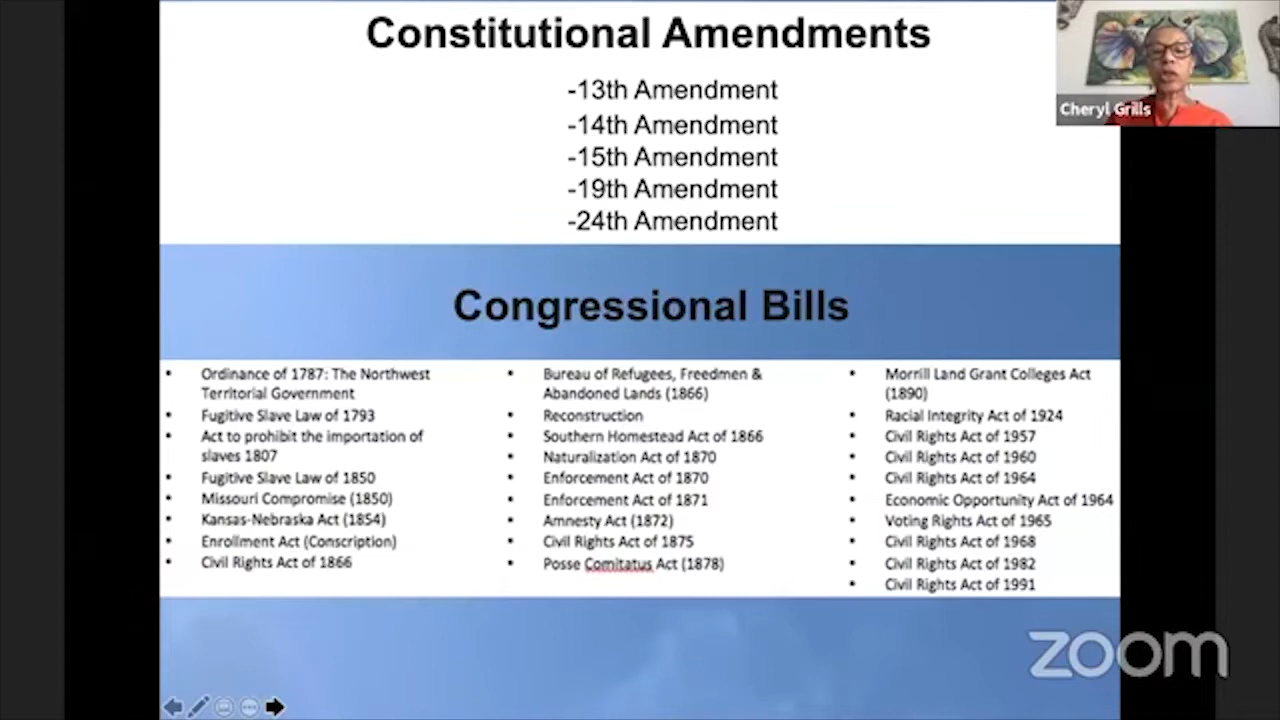 Constitutional Amendments
-13th Amendment
-14th Amendment
-15th Amendment
-19th Amendment
-24th Amendment
Cheryl Grills
Congressional Bills
• Ordinance of 1787: The Northwest
Territorial Government
• Fugitive Slave Law of 1793
• Act to prohibit the importation of
slaves 1807
• Fugitive Slave Law of 1850
• Missouri Compromise (1850)
• Kansas-Nebraska Act (1854)
• Enrollment Act (Conscription)
• Civil Rights Act of 1866
• Bureau of Refugees, Freedmen &
Abandoned Lands (1866)
• Reconstruction
• Southern Homestead Act of 1866
• Naturalization Act of 1870
• Enforcement Act of 1870
• Enforcement Act of 1871
• Amnesty Act (1872)
• Civil Rights Act of 1875
• Posse Comitatus Act (1878)
• Morrill Land Grant Colleges Act
(1890)
• Racial Integrity Act of 1924
• Civil Rights Act of 1957
• Civil Rights Act of 1960
• Civil Rights Act of 1964
• Economic Opportunity Act of 1964
• Voting Rights Act of 1965
• Civil Rights Act of 1968
• Civil Rights Act of 1982
• Civil Rights Act of 1991
zoom